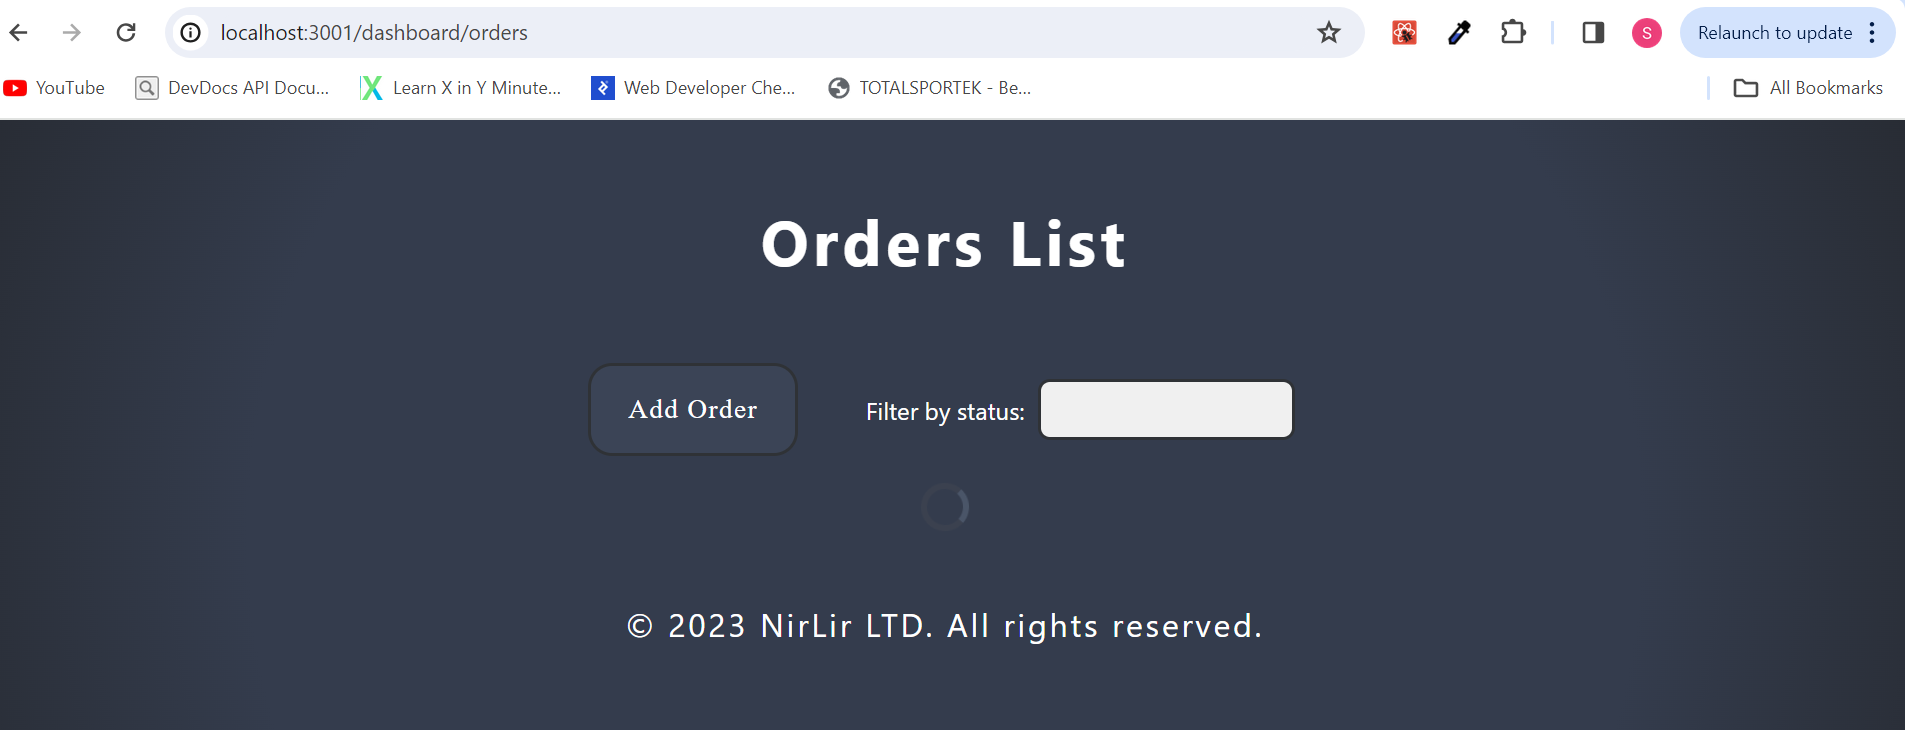 localhost:3001/dashboard/orders
S
Relaunch to update
YouTube
DevDocs API Docu...
Learn X in Y Minute...
Web Developer Che...
TOTALSPORTEK - Be...
All Bookmarks
Orders List
Add Order
Filter by status:
© 2023 NirLir LTD. All rights reserved.